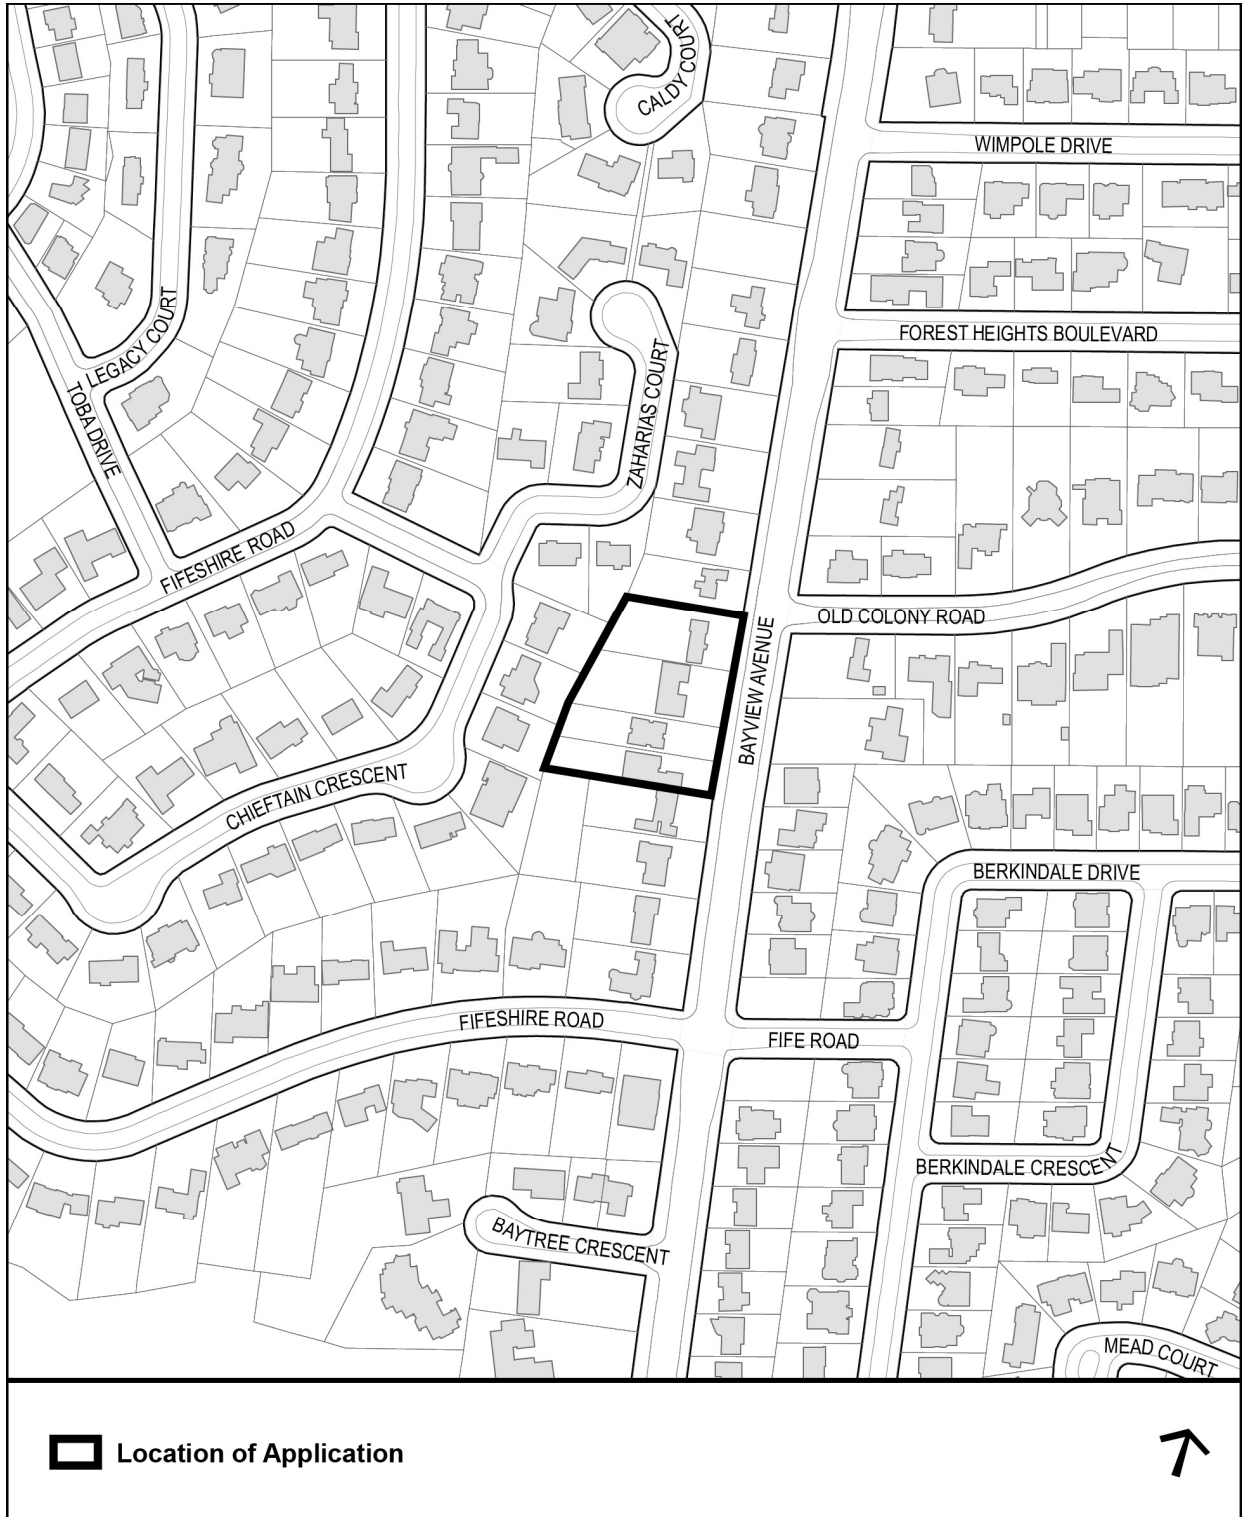 CALDY COURT
WIMPOLE DRIVE
FOREST HEIGHTS BOULEVARD
LEGACY COURT
TOBA DRIVE
ZAHARIAS COURT
FIFESHIRE ROAD
OLD COLONY ROAD
BAYVIEW AVENUE
CHIEFTAIN CRESCENT
BERKINDALE DRIVE
FIFESHIRE ROAD
FIFE ROAD
BERKINDALE CRESCENT
BAYTREE CRESCENT
MEAD COURT
Location of Application